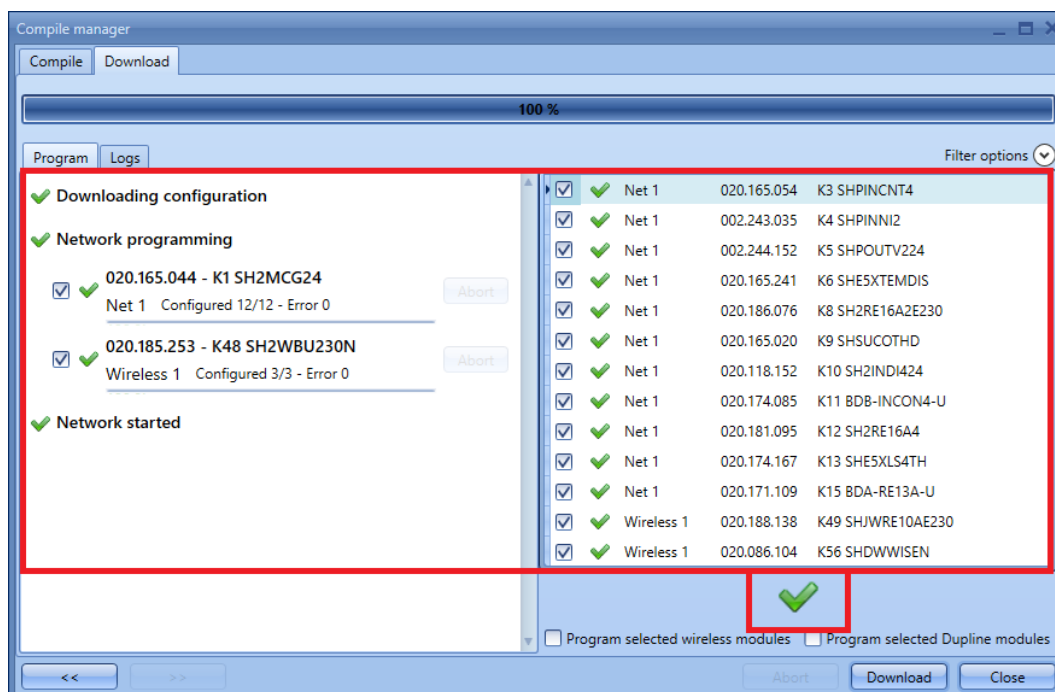 Compile manager
Compile Download
100 %
Program Logs
Filter options
Downloading configuration
Network programming
020.165.044 - K1 SH2MCG24
Net 1 Configured 12/12 - Error 0
Abort
020.185.253 - K48 SH2WBU230N
Wireless 1 Configured 3/3 - Error 0
Abort
Network started
Net 1 020.165.054 K3 SHPINCNT4
Net 1 002.243.035 K4 SHPINNI2
Net 1 002.244.152 K5 SHPOUTV224
Net 1 020.165.241 K6 SHE5XTEMDIS
Net 1 020.186.076 K8 SH2RE16A2E230
Net 1 020.165.020 K9 SHSUCOTHD
Net 1 020.118.152 K10 SH2INDI424
Net 1 020.174.085 K11 BDB-INCON4-U
Net 1 020.181.095 K12 SH2RE16A4
Net 1 020.174.167 K13 SHE5XLS4TH
Net 1 020.171.109 K15 BDA-RE13A-U
Wireless 1 020.188.138 K49 SHJWRE10AE230
Wireless 1 020.086.104 K56 SHDWWISEN
Program selected wireless modules Program selected Dupline modules
<< >> Abort Download Close